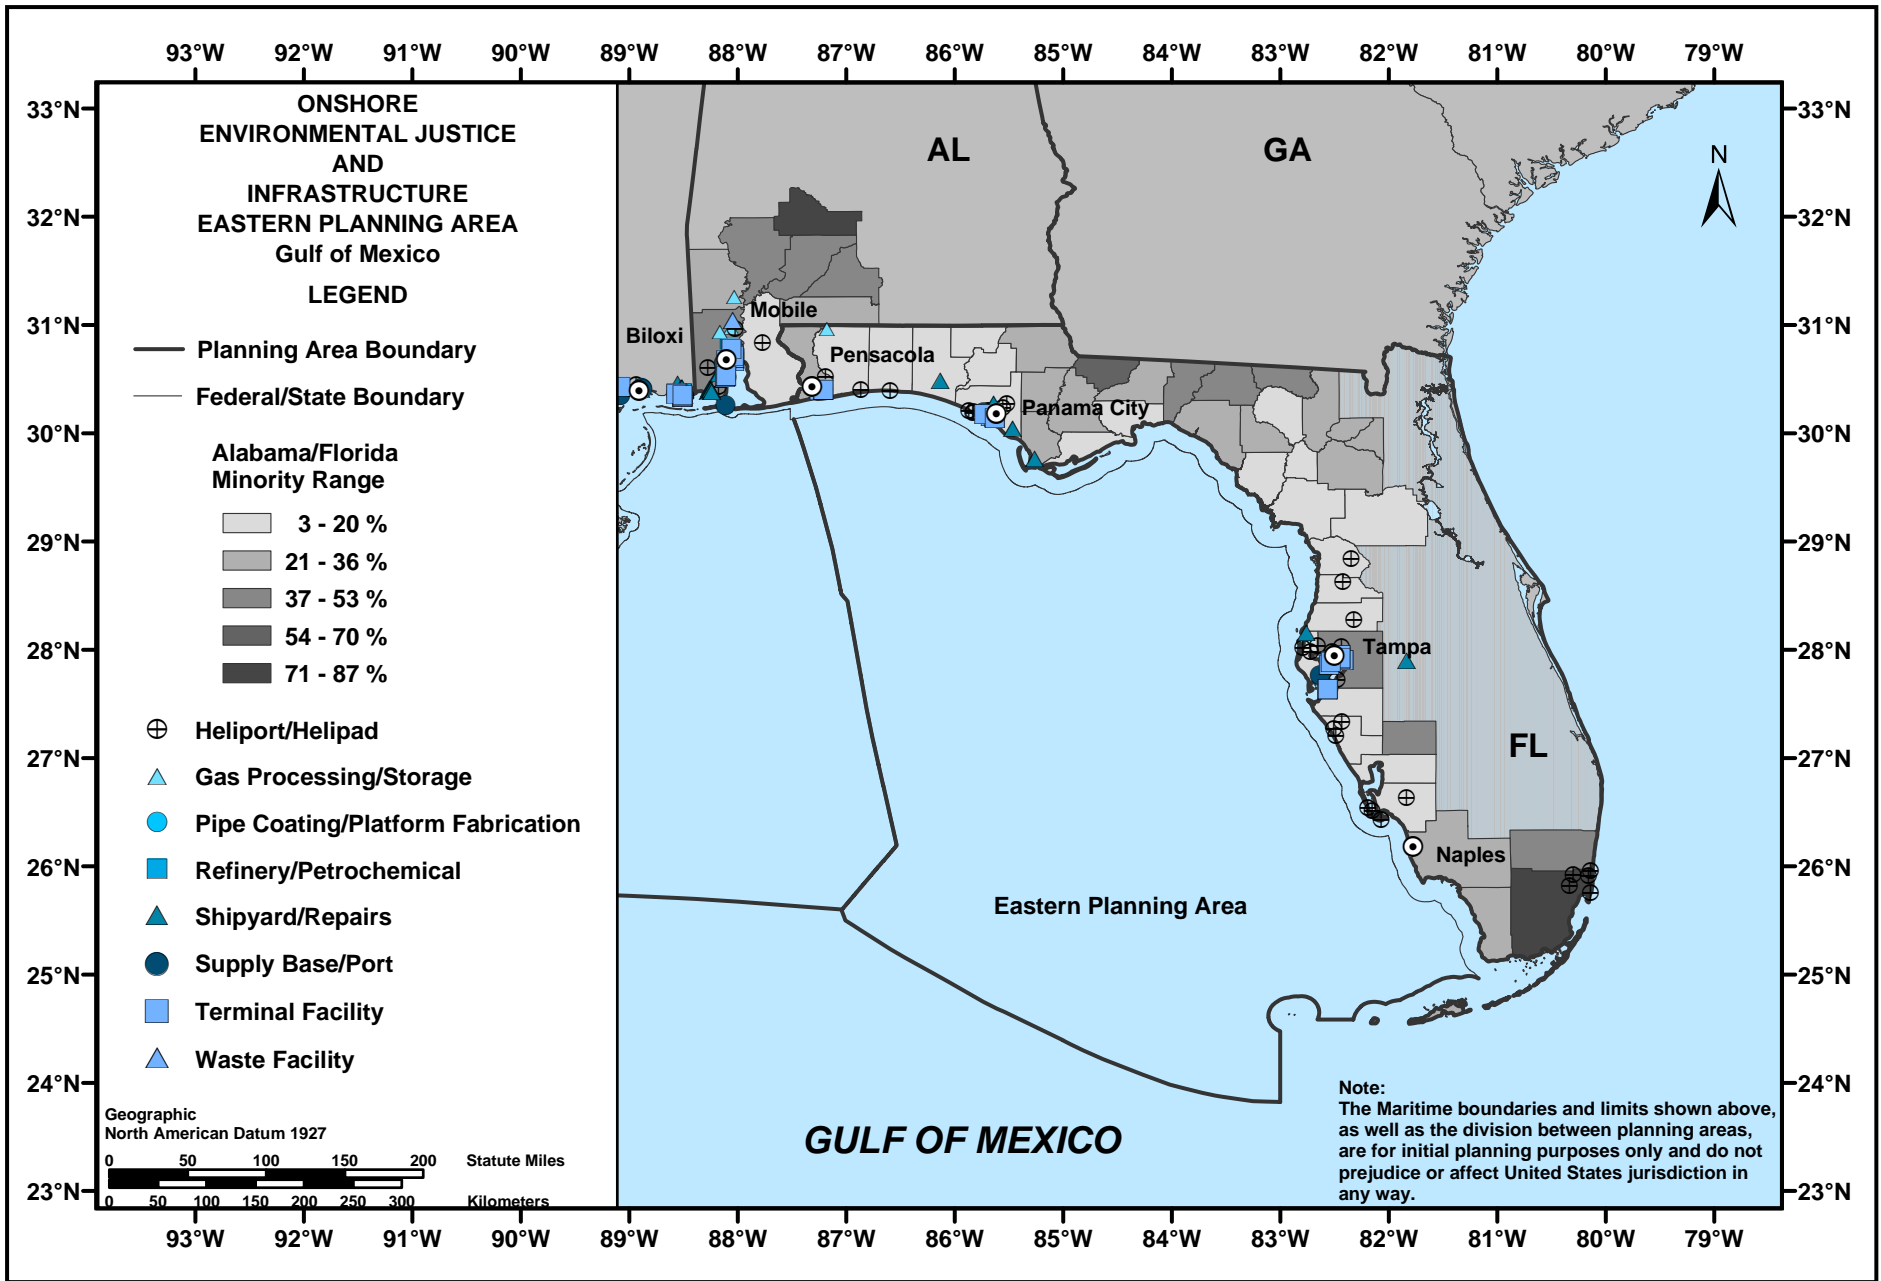 93°W 92°W 91°W 90°W 89°W 88°W 87°W 86°W 85°W 84°W 83°W 82°W 81°W 80°W 79°W
33°N
32°N
31°N
30°N
29°N
28°N
27°N
26°N
25°N
24°N
23°N
ONSHORE
ENVIRONMENTAL JUSTICE
AND
INFRASTRUCTURE
EASTERN PLANNING AREA
Gulf of Mexico
LEGEND
Planning Area Boundary
Federal/State Boundary
Alabama/Florida
Minority Range
3 - 20 %
21 - 36 %
37 - 53 %
54 - 70 %
71 - 87 %
Heliport/Helipad
Gas Processing/Storage
Pipe Coating/Platform Fabrication
Refinery/Petrochemical
Shipyard/Repairs
Supply Base/Port
Terminal Facility
Waste Facility
Geographic
North American Datum 1927
0 50 100 150 200 Statute Miles
0 50 100 150 200 250 300 Kilometers
AL
GA
N
Mobile
Biloxi
Pensacola
Panama City
Tampa
FL
Naples
Eastern Planning Area
GULF OF MEXICO
Note:
The Maritime boundaries and limits shown above,
as well as the division between planning areas,
are for initial planning purposes only and do not
prejudice or affect United States jurisdiction in
any way.
33°N
32°N
31°N
30°N
29°N
28°N
27°N
26°N
25°N
24°N
23°N
93°W 92°W 91°W 90°W 89°W 88°W 87°W 86°W 85°W 84°W 83°W 82°W 81°W 80°W 79°W